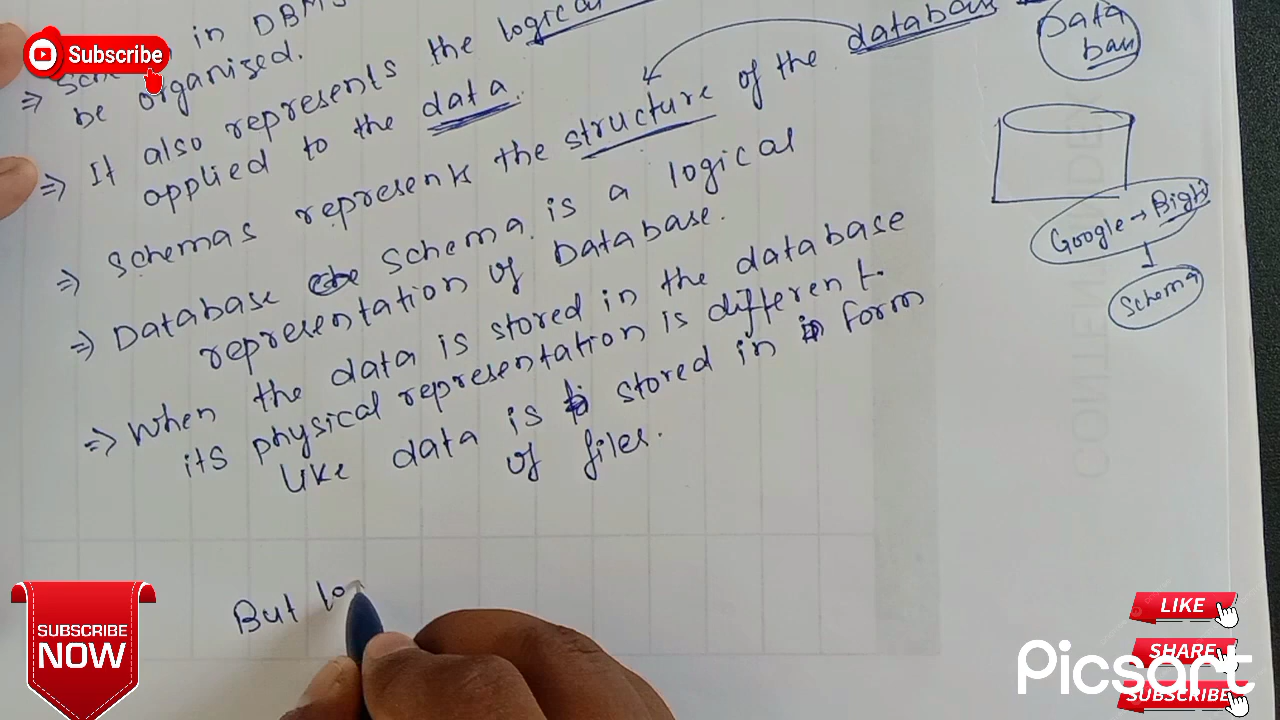 in DBMS
be organised.
⇒ It also represents the logical
applied to the data.
⇒ Schemas represents the structure of the database
⇒ Database Schema is a logical
representation of Database.
⇒ When the data is stored in the database
its physical representation is different.
like data is stored in form
of files.
But lo
Data
Google →
Schema
Subscribe
SUBSCRIBE
NOW
LIKE
SHARE
SUBSCRIBE
Picsart